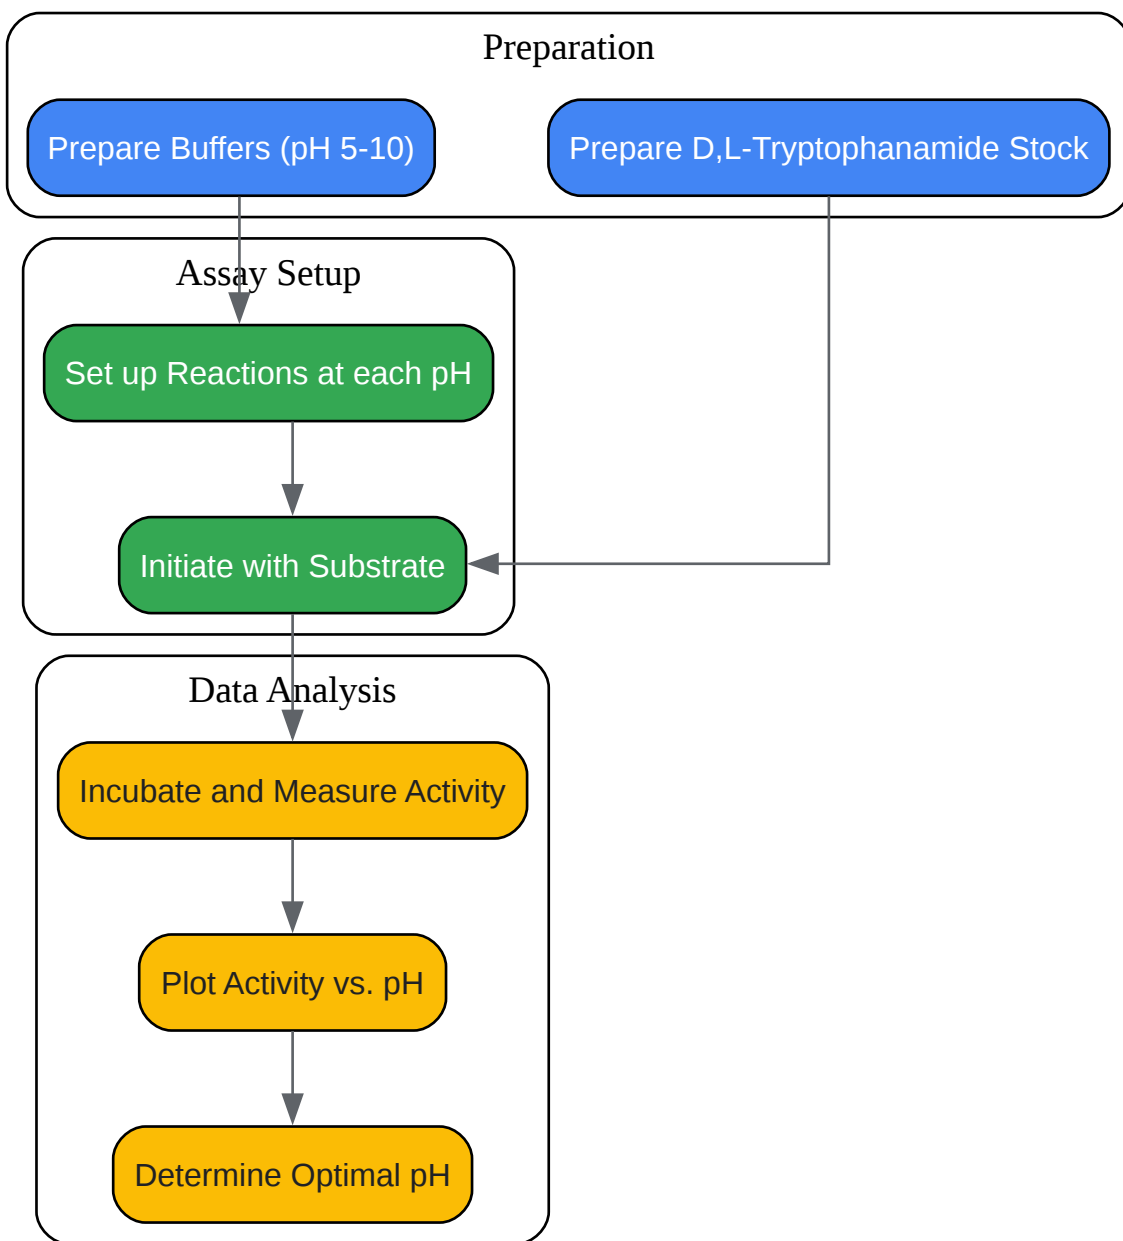 Preparation
Prepare Buffers (pH 5-10)
Prepare D,L-Tryptophanamide Stock
Assay Setup
Set up Reactions at each pH
Initiate with Substrate
Data Analysis
Incubate and Measure Activity
Plot Activity vs. pH
Determine Optimal pH